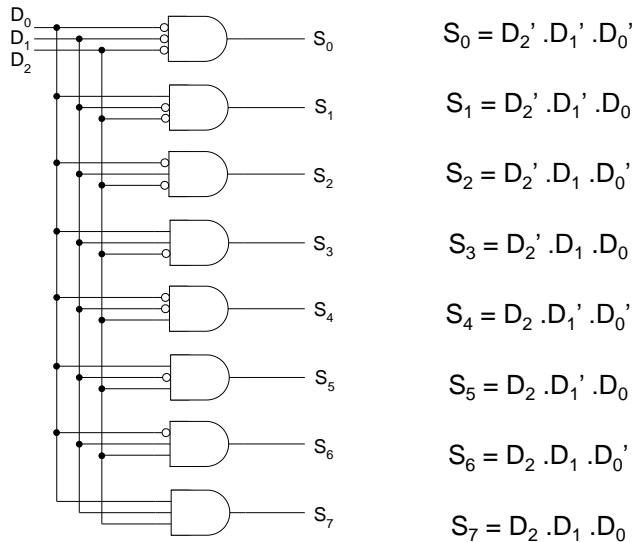 D₀
D₁
D₂
S₀ S₀ = D₂’ .D₁’ .D₀’
S₁ S₁ = D₂’ .D₁’ .D₀
S₂ S₂ = D₂’ .D₁ .D₀’
S₃ S₃ = D₂’ .D₁ .D₀
S₄ S₄ = D₂ .D₁’ .D₀’
S₅ S₅ = D₂ .D₁’ .D₀
S₆ S₆ = D₂ .D₁ .D₀’
S₇ S₇ = D₂ .D₁ .D₀